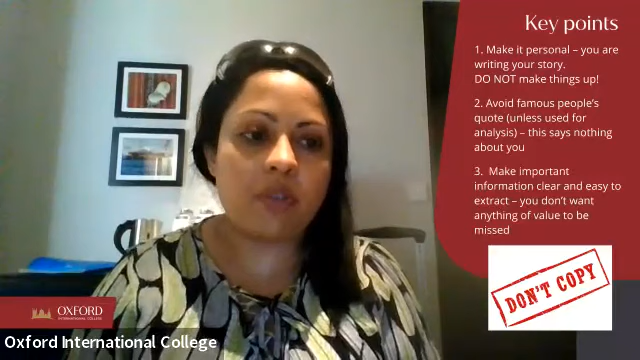 Key points
1. Make it personal – you are
writing your story.
DO NOT make things up!
2. Avoid famous people's
quote (unless used for
analysis) – this says nothing
about you
3. Make important
information clear and easy to
extract – you don't want
anything of value to be
missed
DON'T COPY
OXFORD
INTERNATIONAL COLLEGE
Oxford International College